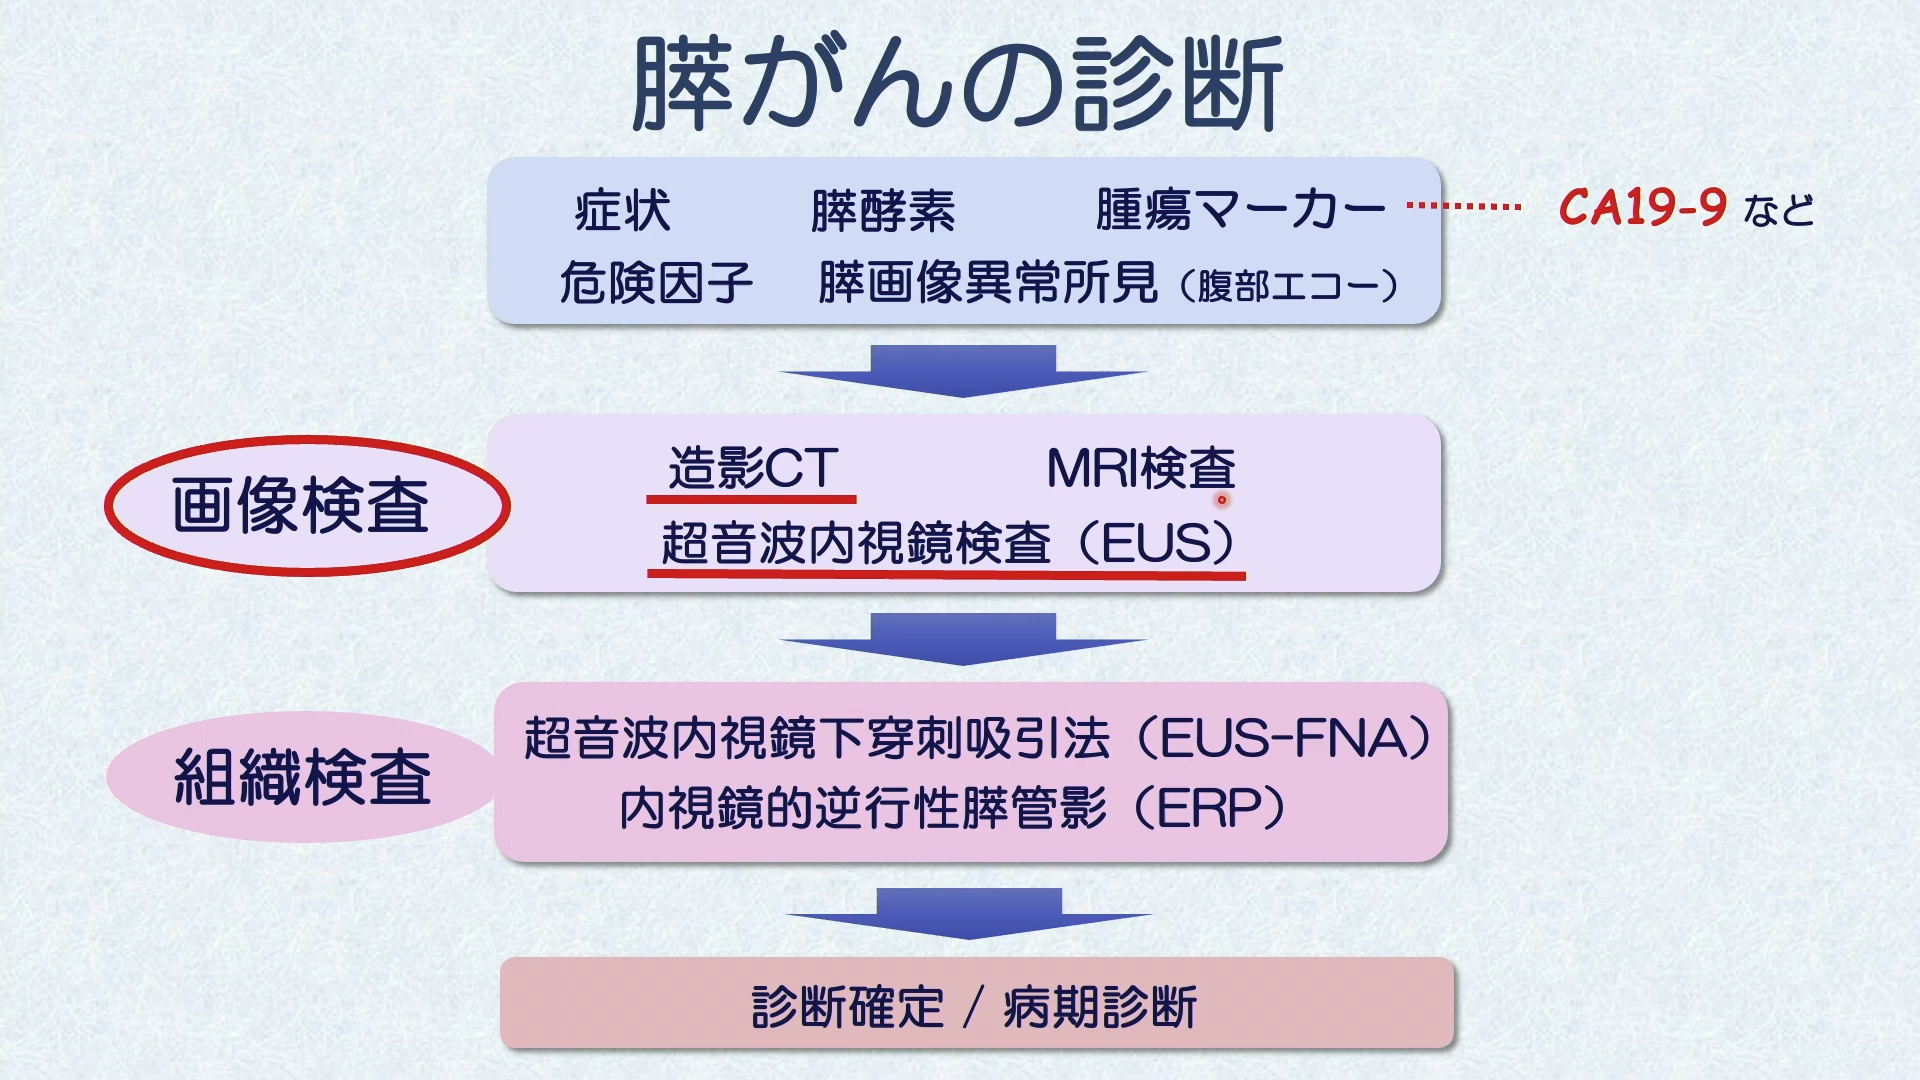 膵がんの診断
症状 膵酵素 腫瘍マーカー CA19-9 など
危険因子 膵画像異常所見（腹部エコー）
画像検査
造影CT MRI検査
超音波内視鏡検査（EUS）
組織検査
超音波内視鏡下穿刺吸引法（EUS-FNA）
内視鏡的逆行性膵管影（ERP）
診断確定 / 病期診断